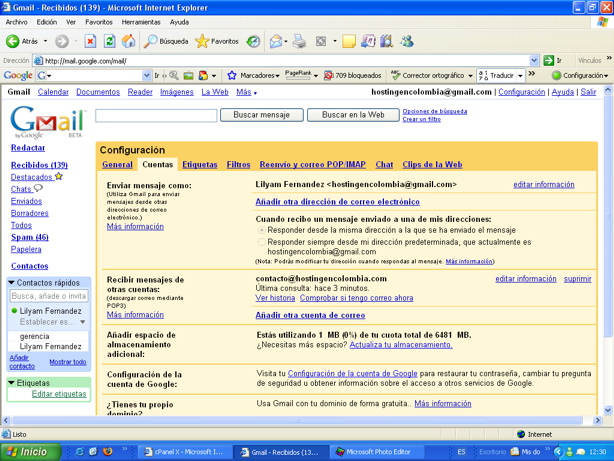 Gmail - Recibidos (139) - Microsoft Internet Explorer
Archivo Edición Ver Favoritos Herramientas Ayuda
Atrás Búsqueda Favoritos
Dirección http://mail.google.com/mail/ Ir Vínculos
Google G Ir Marcadores PageRank 709 bloqueados Corrector ortográfico Traducir Configuración
Gmail Calendar Documentos Reader Imágenes La Web Más hostingencolombia@gmail.com | Configuración | Ayuda | Salir
Gmail by Google BETA
Buscar mensaje Buscar en la Web Opciones de búsqueda
Crear un filtro
Redactar
Recibidos (139)
Destacados
Chats
Enviados
Borradores
Todos
Spam (46)
Papelera
Contactos
Contactos rápidos
Busca, añade o invita
Lilyam Fernandez
Establecer es...
gerencia
Lilyam Fernandez
Añadir contacto Mostrar todo
Etiquetas
Editar etiquetas
Configuración
General Cuentas Etiquetas Filtros Reenvío y correo POP/IMAP Chat Clips de la Web
Enviar mensaje como:
(Utiliza Gmail para enviar
mensajes desde otras
direcciones de correo
electrónico.)
Más información
Lilyam Fernandez <hostingencolombia@gmail.com> editar información
Añadir otra dirección de correo electrónico
Cuando recibo un mensaje enviado a una de mis direcciones:
Responder desde la misma dirección a la que se ha enviado el mensaje
Responder siempre desde mi dirección predeterminada, que actualmente es
hostingencolombia@gmail.com
(Nota: Podrás modificar tu dirección cuando respondas al mensaje. Más información)
Recibir mensajes de
otras cuentas:
(descargar correo mediante
POP3)
Más información
contacto@hostingencolombia.com editar información suprimir
Última consulta: hace 3 minutos.
Ver historia Comprobar si tengo correo ahora
Añadir otra cuenta de correo
Añadir espacio de
almacenamiento
adicional:
Estás utilizando 1 MB (0%) de tu cuota total de 6481 MB.
¿Necesitas más espacio? Actualiza tu almacenamiento.
Configuración de la
cuenta de Google:
Visita tu Configuración de la cuenta de Google para restaurar tu contraseña, cambiar tu pregunta
de seguridad u obtener información sobre el acceso a otros servicios de Google.
¿Tienes tu propio
dominio?
Usa Gmail con tu dominio de forma gratuita.. Más información
Listo Internet
Inicio cPanel X - Microsoft I... Gmail - Recibidos (13... Microsoft Photo Editor ES Escritorio Mis do 12:30